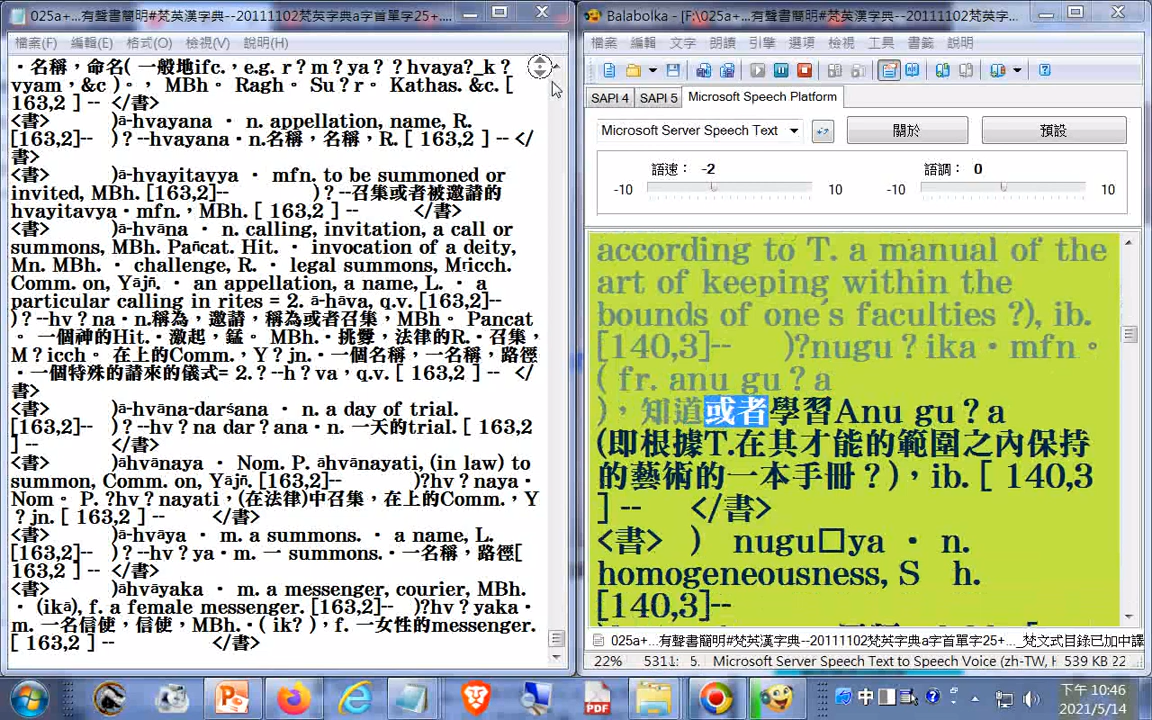 025a+...有聲書簡明#梵英漢字典--20111102梵英字典a字首單字25+...
檔案(F) 編輯(E) 格式(O) 檢視(V) 說明(H)
‧名稱，命名( 一般地ifc.，e.g. r？m？ya？？hvaya?_k？
vyam，&c )。， MBh。Ragh。Su？r。Kathas. &c. [
163,2 ] -- </書>
<書> )ā-hvayana ‧ n. appellation, name, R.
[163,2]-- )？--hvayana‧n.名稱，名稱，R. [ 163,2 ] -- </
書>
<書> )ā-hvayitavya ‧ mfn. to be summoned or
invited, MBh. [163,2]-- )？--召集或者被邀請的
hvayitavya‧mfn.，MBh. [ 163,2 ] -- </書>
<書> )ā-hvāna ‧ n. calling, invitation, a call or
summons, MBh. Pañcat. Hit. ‧ invocation of a deity,
Mn. MBh. ‧ challenge, R. ‧ legal summons, Mṛicch.
Comm. on, Yājñ. ‧ an appellation, a name, L. ‧ a
particular calling in rites = 2. ā-hāva, q.v. [163,2]--
)？--hv？na‧n.稱為，邀請，稱為或者召集，MBh。Pancat
。一個神的Hit.‧激起，錳。MBh.‧挑釁，法律的R.‧召集，
M？icch。在上的Comm.，Y？jn.‧一個名稱，一名稱，路徑
‧一個特殊的請來的儀式= 2.？--h？va，q.v. [ 163,2 ] -- </
書>
<書> )ā-hvāna-darśana ‧ n. a day of trial.
[163,2]-- )？--hv？na dar？ana‧n. 一天的trial. [ 163,2
] -- </書>
<書> )āhvānaya ‧ Nom. P. āhvānayati, (in law) to
summon, Comm. on, Yājñ. [163,2]-- )?hv？naya‧
Nom。P. ?hv？nayati，(在法律)中召集，在上的Comm.，Y
？jn. [ 163,2 ] -- </書>
<書> )ā-hvāya ‧ m. a summons. ‧ a name, L.
[163,2]-- )？--hv？ya‧m. 一 summons.‧一名稱，路徑[
163,2 ] -- </書>
<書> )āhvāyaka ‧ m. a messenger, courier, MBh.
‧ (ikā), f. a female messenger. [163,2]-- )?hv？yaka‧
m. 一名信使，信使，MBh.‧( ik？)，f. 一女性的messenger.
[ 163,2 ] -- </書>
Balabolka - [F:\025a+...有聲書簡明#梵英漢字典--20111102梵英字...
檔案 編輯 文字 朗讀 引擎 選項 檢視 工具 書籤 說明
SAPI 4 SAPI 5 Microsoft Speech Platform
Microsoft Server Speech Text 關於 預設
語速: -2 語調: 0
-10 10 -10 10
according to T. a manual of the
art of keeping within the
bounds of one's faculties ?), ib.
[140,3]-- )?nugu？ika‧mfn。
( fr. anu gu？a
)，知道或者學習Anu gu？a
(即根據T.在其才能的範圍之內保持
的藝術的一本手冊？)，ib. [ 140,3
] -- </書>
<書> ) nugu□ya ‧ n.
homogeneousness, S h.
[140,3]--
025a+...有聲書簡明#梵英漢字典--20111102梵英字典a字首單字25+..._梵文式目錄已加中譯
22% 5311: 5. Microsoft Server Speech Text to Speech Voice (zh-TW, H 539 KB 22
中
下午 10:46
2021/5/14